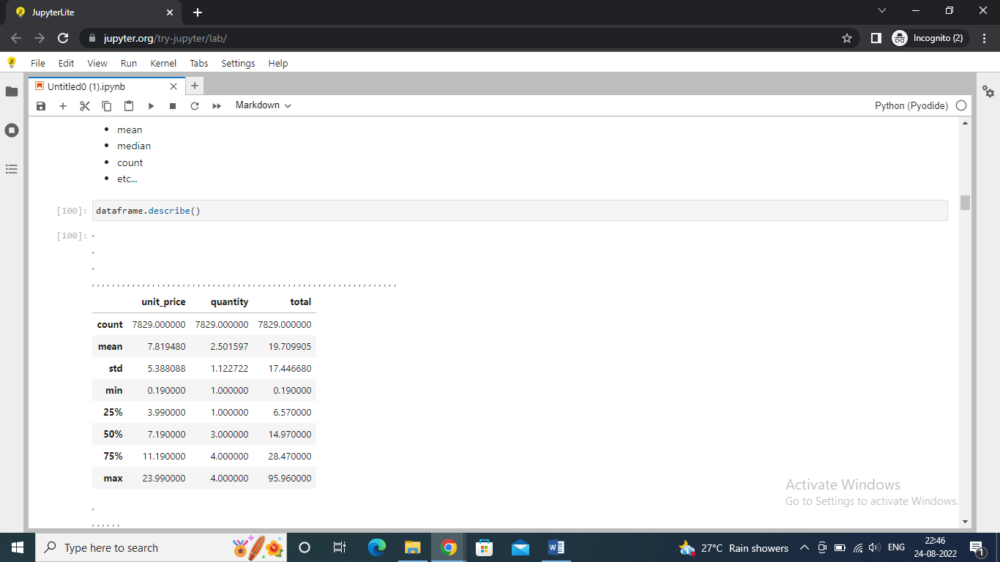 JupyterLite
jupyter.org/try-jupyter/lab/
Incognito (2)
File Edit View Run Kernel Tabs Settings Help
Untitled0 (1).ipynb
Markdown
Python (Pyodide)
• mean
• median
• count
• etc...
[100]: dataframe.describe()
[100]: ,
,
,
,,,,,,,,,,,,,,,,,,,,,,,,,,,,,,,,,,,,,,,,,,,,,,,,,,,,,,,,,,,,,
unit_price quantity total
count 7829.000000 7829.000000 7829.000000
mean 7.819480 2.501597 19.709905
std 5.388088 1.122722 17.446680
min 0.190000 1.000000 0.190000
25% 3.990000 1.000000 6.570000
50% 7.190000 3.000000 14.970000
75% 11.190000 4.000000 28.470000
max 23.990000 4.000000 95.960000
,
,,,,,,
Activate Windows
Go to Settings to activate Windows.
Type here to search
27°C Rain showers
ENG
22:46
24-08-2022
1